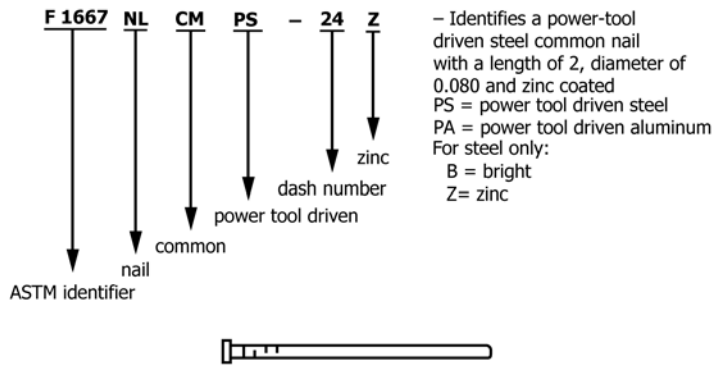 F 1667 NL CM PS – 24 Z
zinc
dash number
power tool driven
common
nail
ASTM identifier
– Identifies a power-tool
driven steel common nail
with a length of 2, diameter of
0.080 and zinc coated
PS = power tool driven steel
PA = power tool driven aluminum
For steel only:
B = bright
Z= zinc